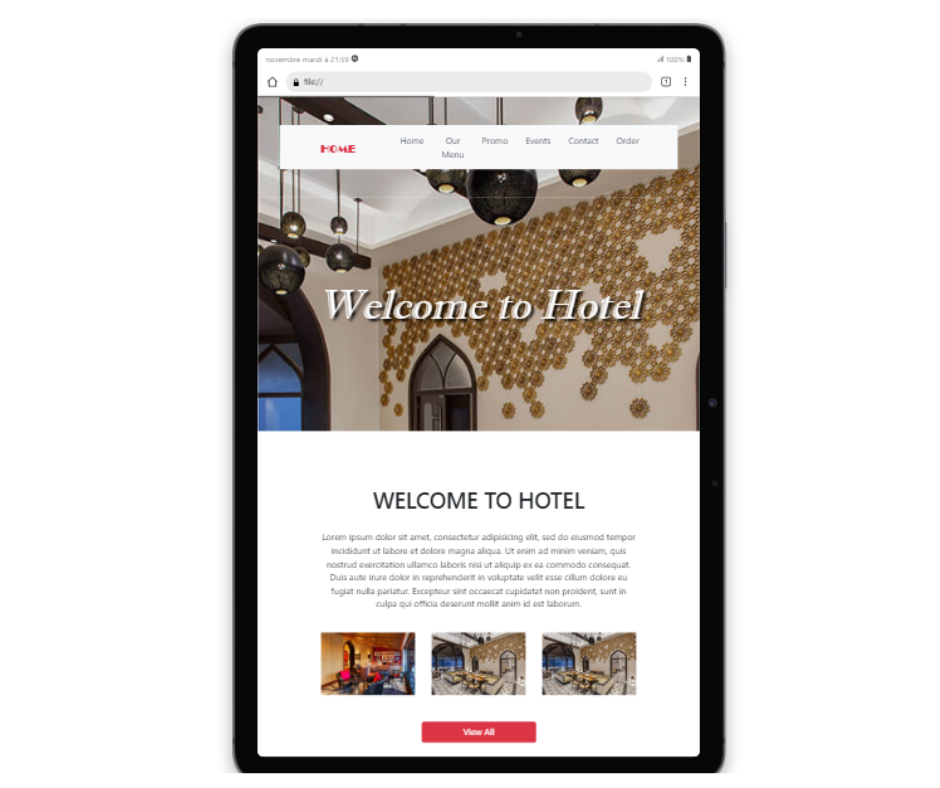 novembre mardi à 21:59
100%
file://
1
HOME
Home Our Menu Promo Events Contact Order
Welcome to Hotel
WELCOME TO HOTEL
Lorem ipsum dolor sit amet, consectetur adipisicing elit, sed do eiusmod tempor
incididunt ut labore et dolore magna aliqua. Ut enim ad minim veniam, quis
nostrud exercitation ullamco laboris nisi ut aliquip ex ea commodo consequat.
Duis aute irure dolor in reprehenderit in voluptate velit esse cillum dolore eu
fugiat nulla pariatur. Excepteur sint occaecat cupidatat non proident, sunt in
culpa qui officia deserunt mollit anim id est laborum.
View All